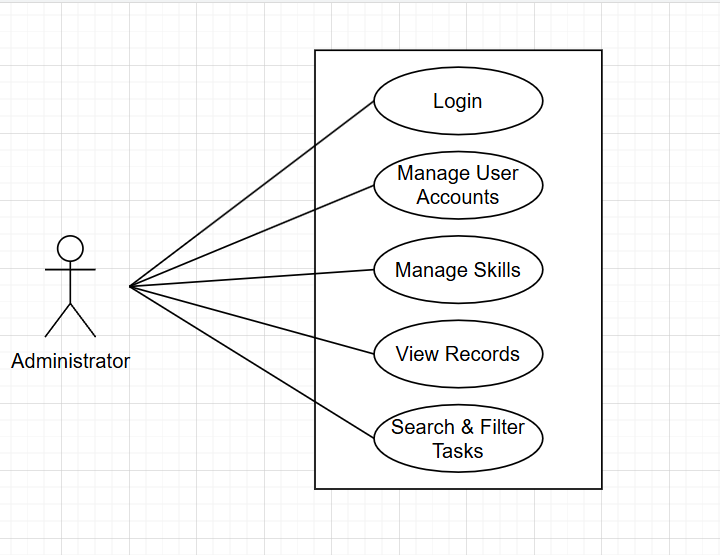 Login
Manage User
Accounts
Manage Skills
View Records
Search & Filter
Tasks
Administrator